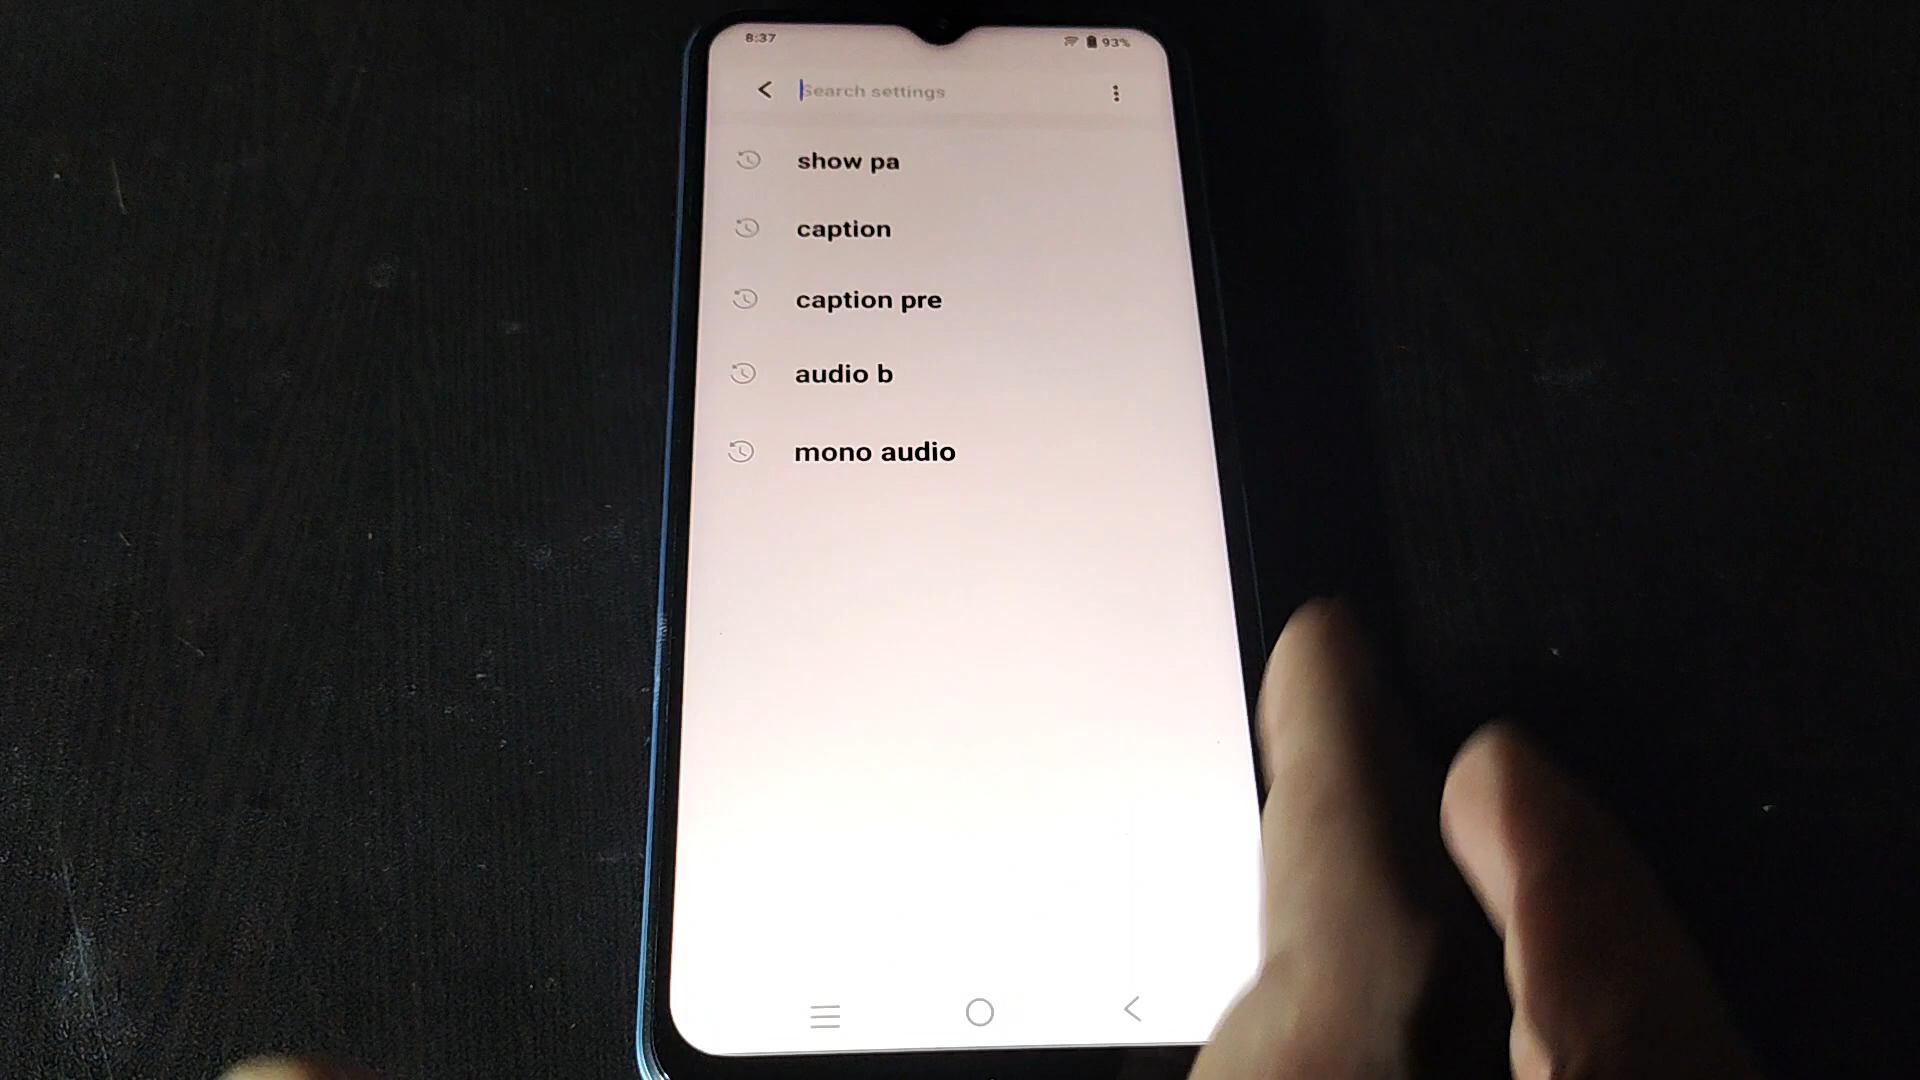 8:37
93%
Search settings
show pa
caption
caption pre
audio b
mono audio